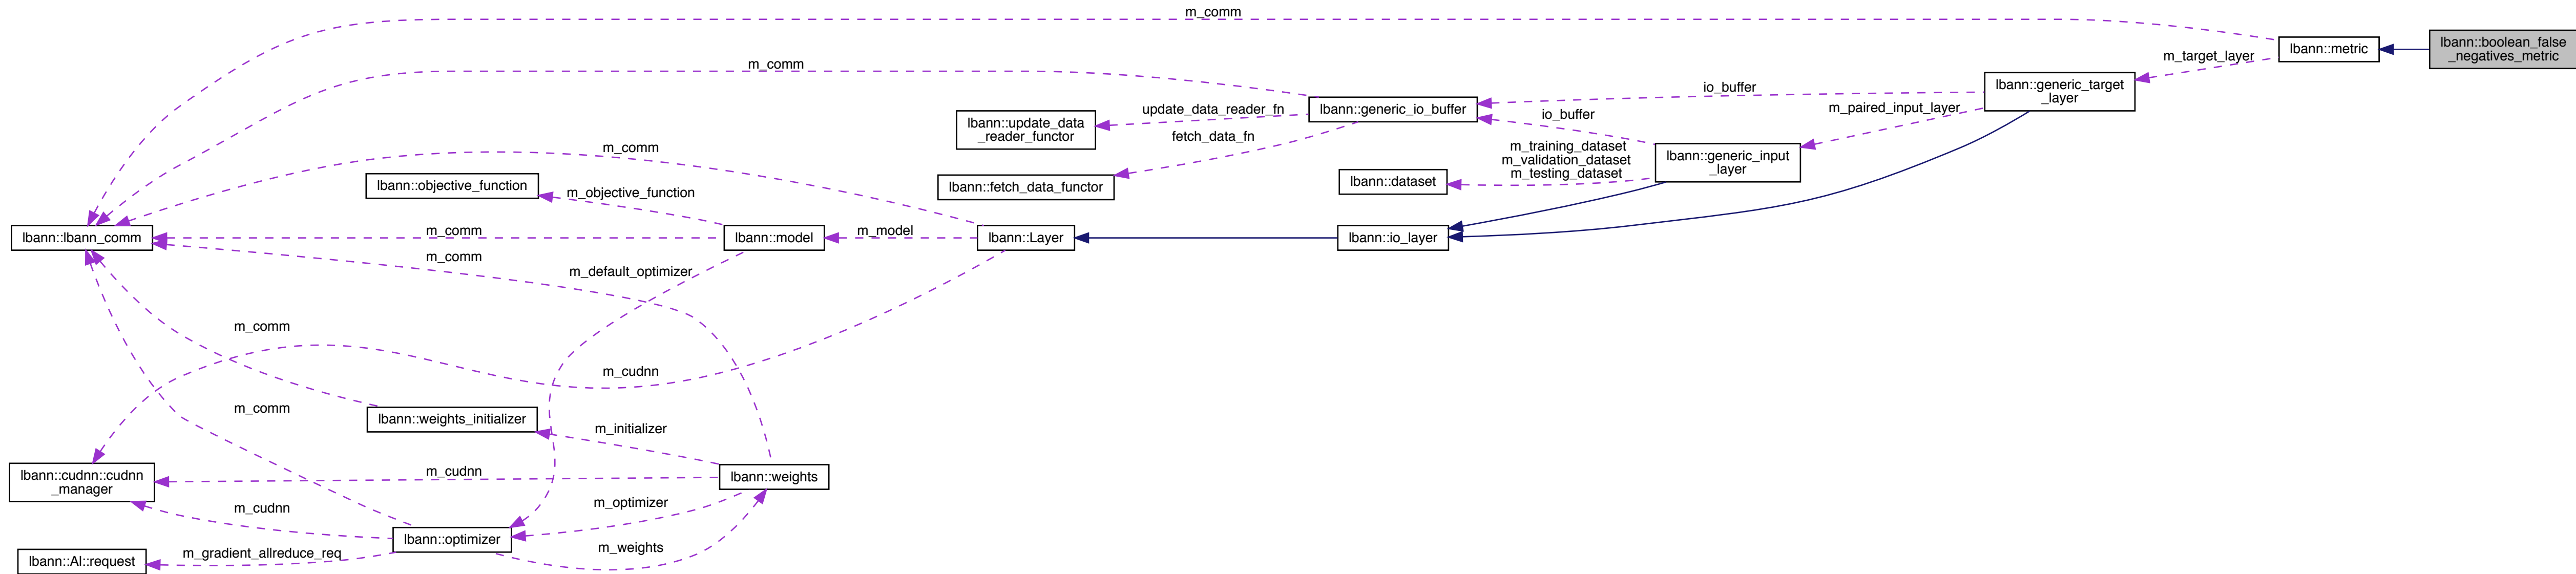 m_comm
lbann::boolean_false
_negatives_metric
lbann::metric
m_target_layer
m_comm
lbann::generic_target
_layer
io_buffer
lbann::generic_io_buffer
update_data_reader_fn
m_paired_input_layer
io_buffer
lbann::update_data
_reader_functor
fetch_data_fn
m_training_dataset
m_validation_dataset
m_testing_dataset
lbann::generic_input
_layer
m_comm
lbann::objective_function
m_objective_function
lbann::fetch_data_functor
lbann::dataset
lbann::lbann_comm
m_comm
lbann::model
m_model
lbann::Layer
lbann::io_layer
m_comm
m_default_optimizer
m_comm
m_cudnn
m_comm
lbann::weights_initializer
m_initializer
lbann::cudnn::cudnn
_manager
m_cudnn
lbann::weights
m_cudnn
m_optimizer
lbann::optimizer
m_weights
lbann::Al::request
m_gradient_allreduce_req